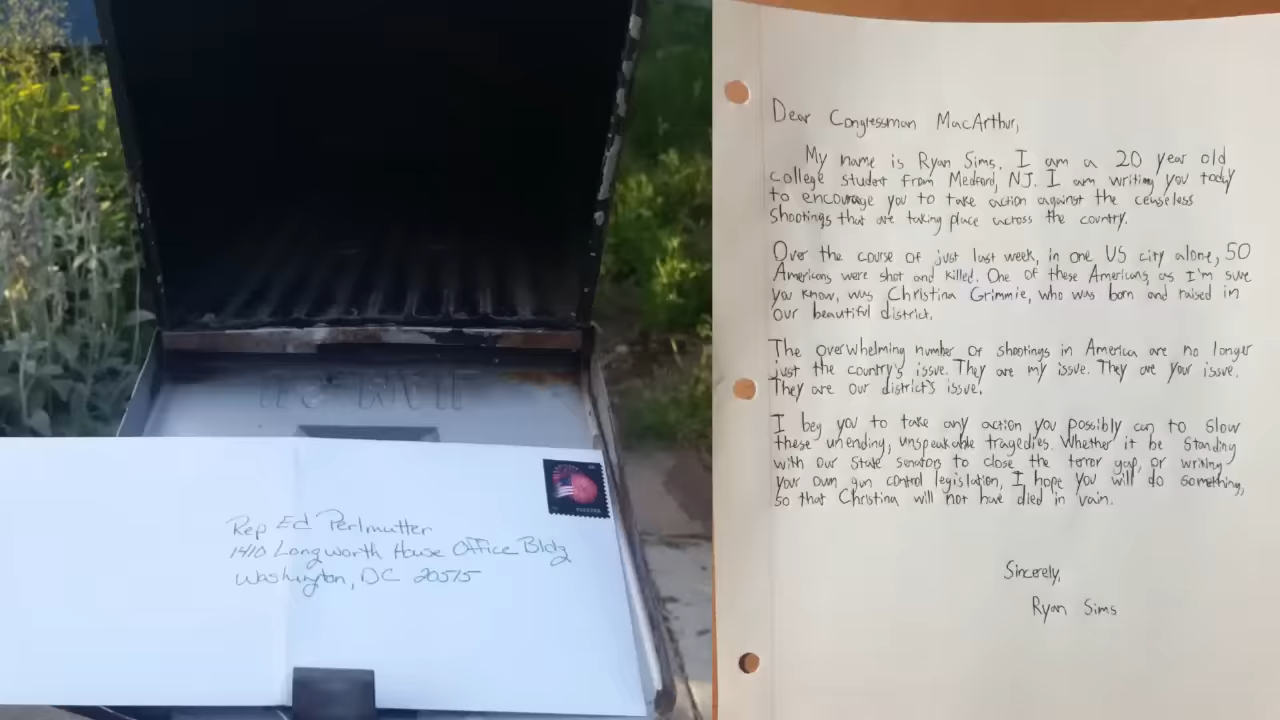 Rep Ed Perlmutter
1410 Longworth House Office Bldg
Washington, DC 20515
Dear Congressman MacArthur,
My name is Ryan Sims. I am a 20 year old
college student from Medford, NJ. I am writing you today
to encourage you to take action against the censeless
shootings that are taking place across the country.
Over the course of just last week, in one US city alone, 50
Americans were shot and killed. One of these Americans, as I'm sure
you know, was Christina Grimmie, who was born and raised in
our beautiful district.
The overwhelming number of shootings in America are no longer
just the country's issue. They are my issue. They are your issue.
They are our district's issue.
I beg you to take any action you possibly can to slow
these unending, unspeakable tragedies. Whether it be standing
with our state senators to close the terror gap, or writing
your own gun control legislation, I hope you will do something,
so that Christina will not have died in vain.
Sincerely,
Ryan Sims